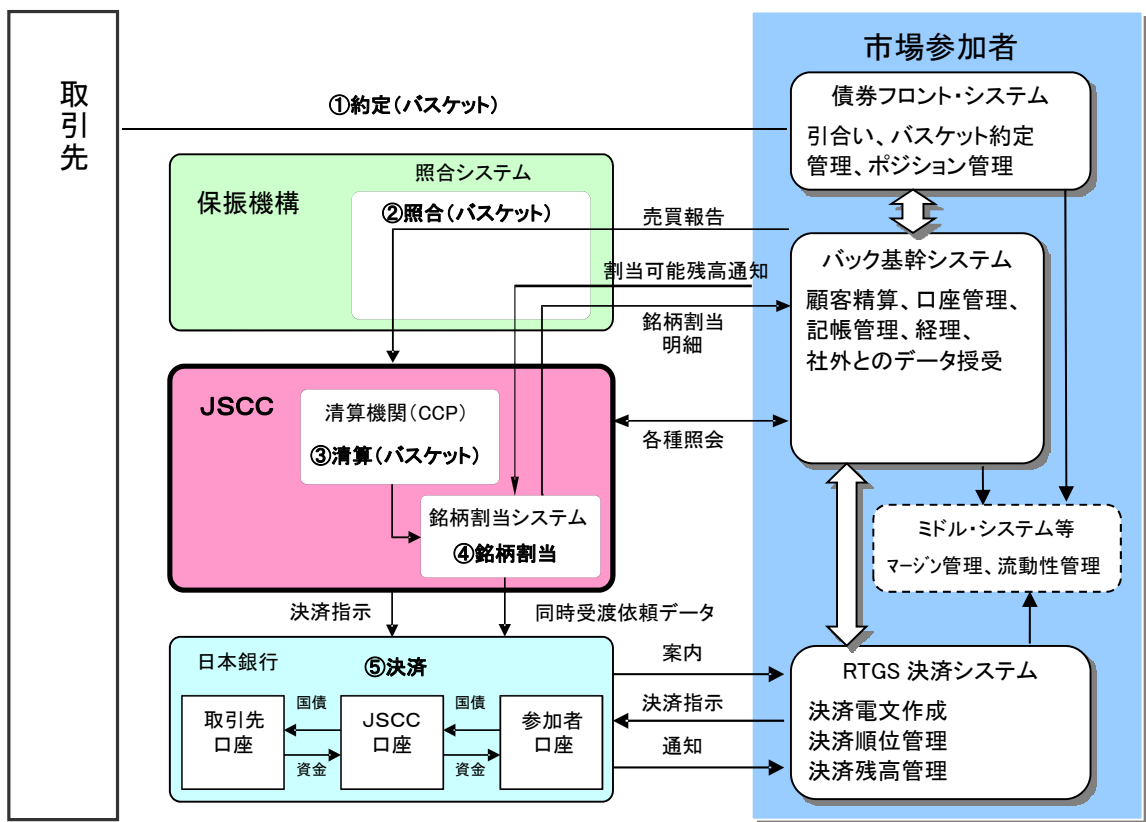 取引先
市場参加者
①約定(バスケット)
債券フロント・システム
引合い、バスケット約定
管理、ポジション管理
保振機構
照合システム
②照合(バスケット)
売買報告
割当可能残高通知
銘柄割当
明細
バック基幹システム
顧客精算、口座管理、
記帳管理、経理、
社外とのデータ授受
JSCC
清算機関(CCP)
③清算(バスケット)
各種照会
銘柄割当システム
④銘柄割当
ミドル・システム等
マージン管理、流動性管理
決済指示
同時受渡依頼データ
日本銀行
⑤決済
取引先
口座
国債
資金
JSCC
口座
国債
資金
参加者
口座
案内
決済指示
通知
RTGS 決済システム
決済電文作成
決済順位管理
決済残高管理